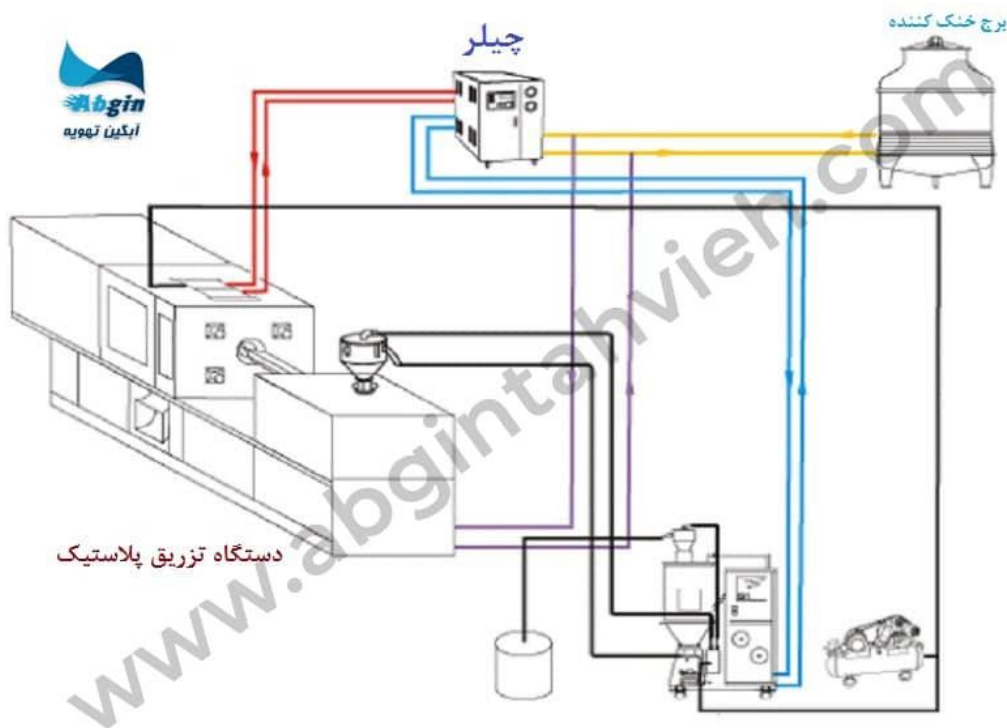 برج خنک کننده
چیلر
Abgin
آبگین تهویه
دستگاه تزریق پلاستیک
www.abgintahvieh.com